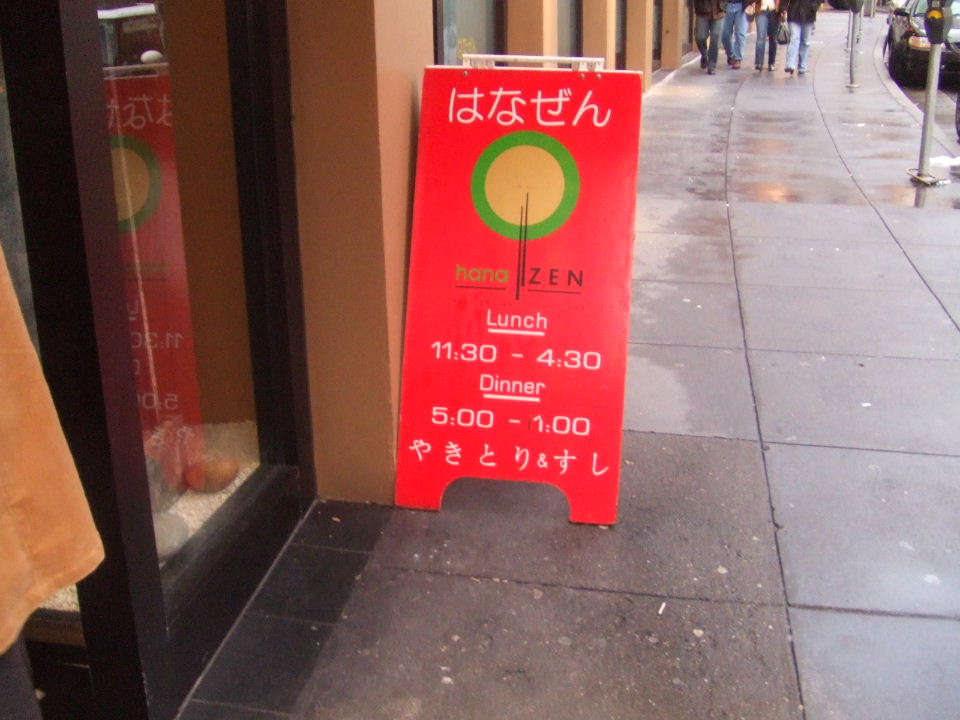 はなぜん
hana ZEN
Lunch
11:30 - 4:30
Dinner
5:00 - 1:00
やきとり&すし